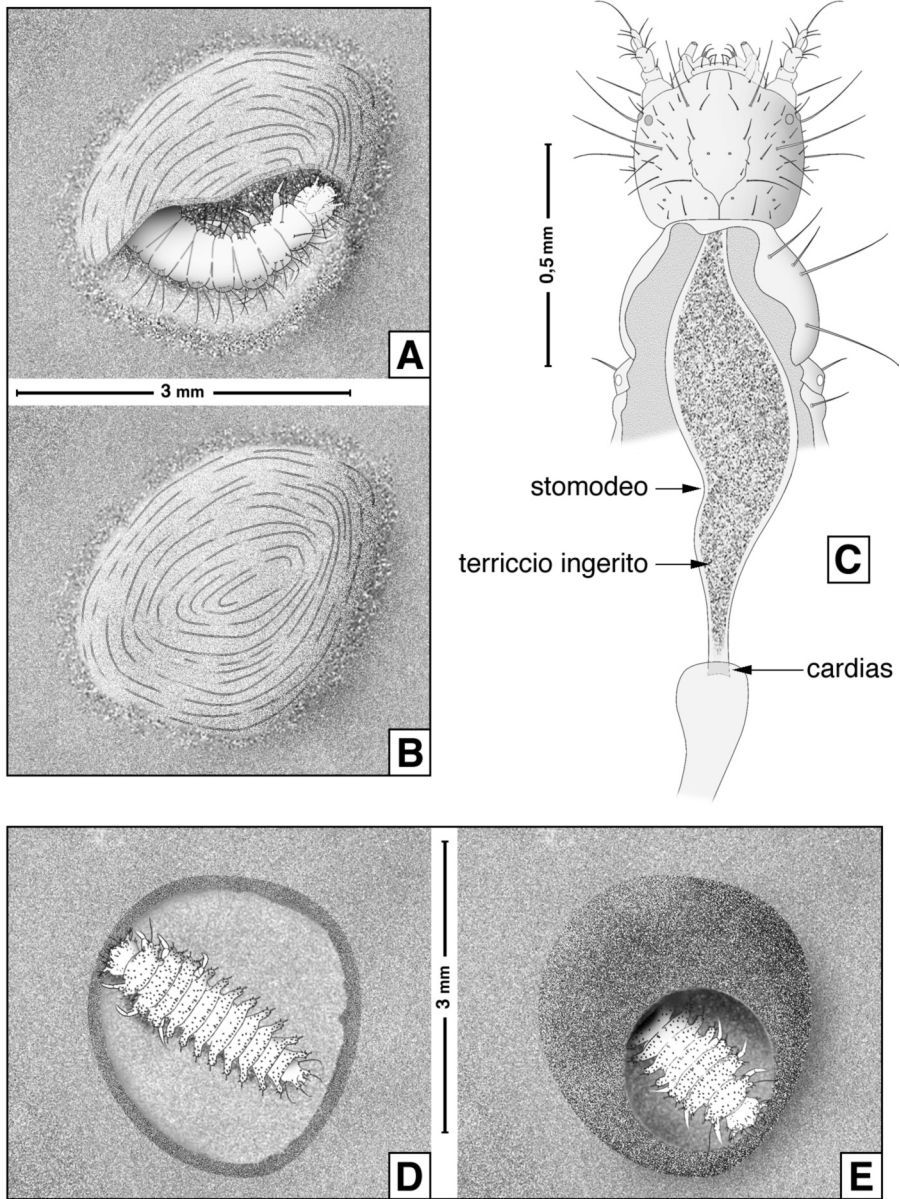 A
3 mm
B
0,5 mm
stomodeo
terriccio ingerito
C
cardias
D
3 mm
E